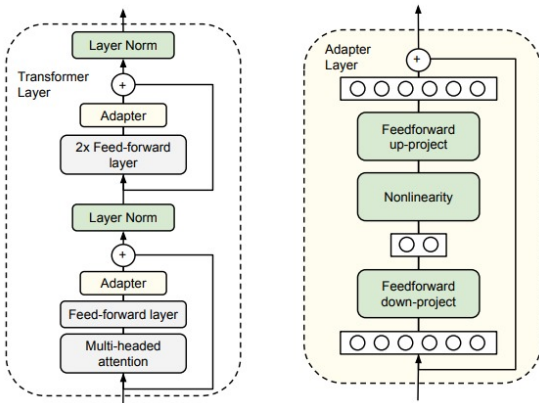 Layer Norm
Transformer
Layer
+
Adapter
2x Feed-forward
layer
Layer Norm
+
Adapter
Feed-forward layer
Multi-headed
attention
Adapter
Layer
+
Feedforward
up-project
Nonlinearity
Feedforward
down-project